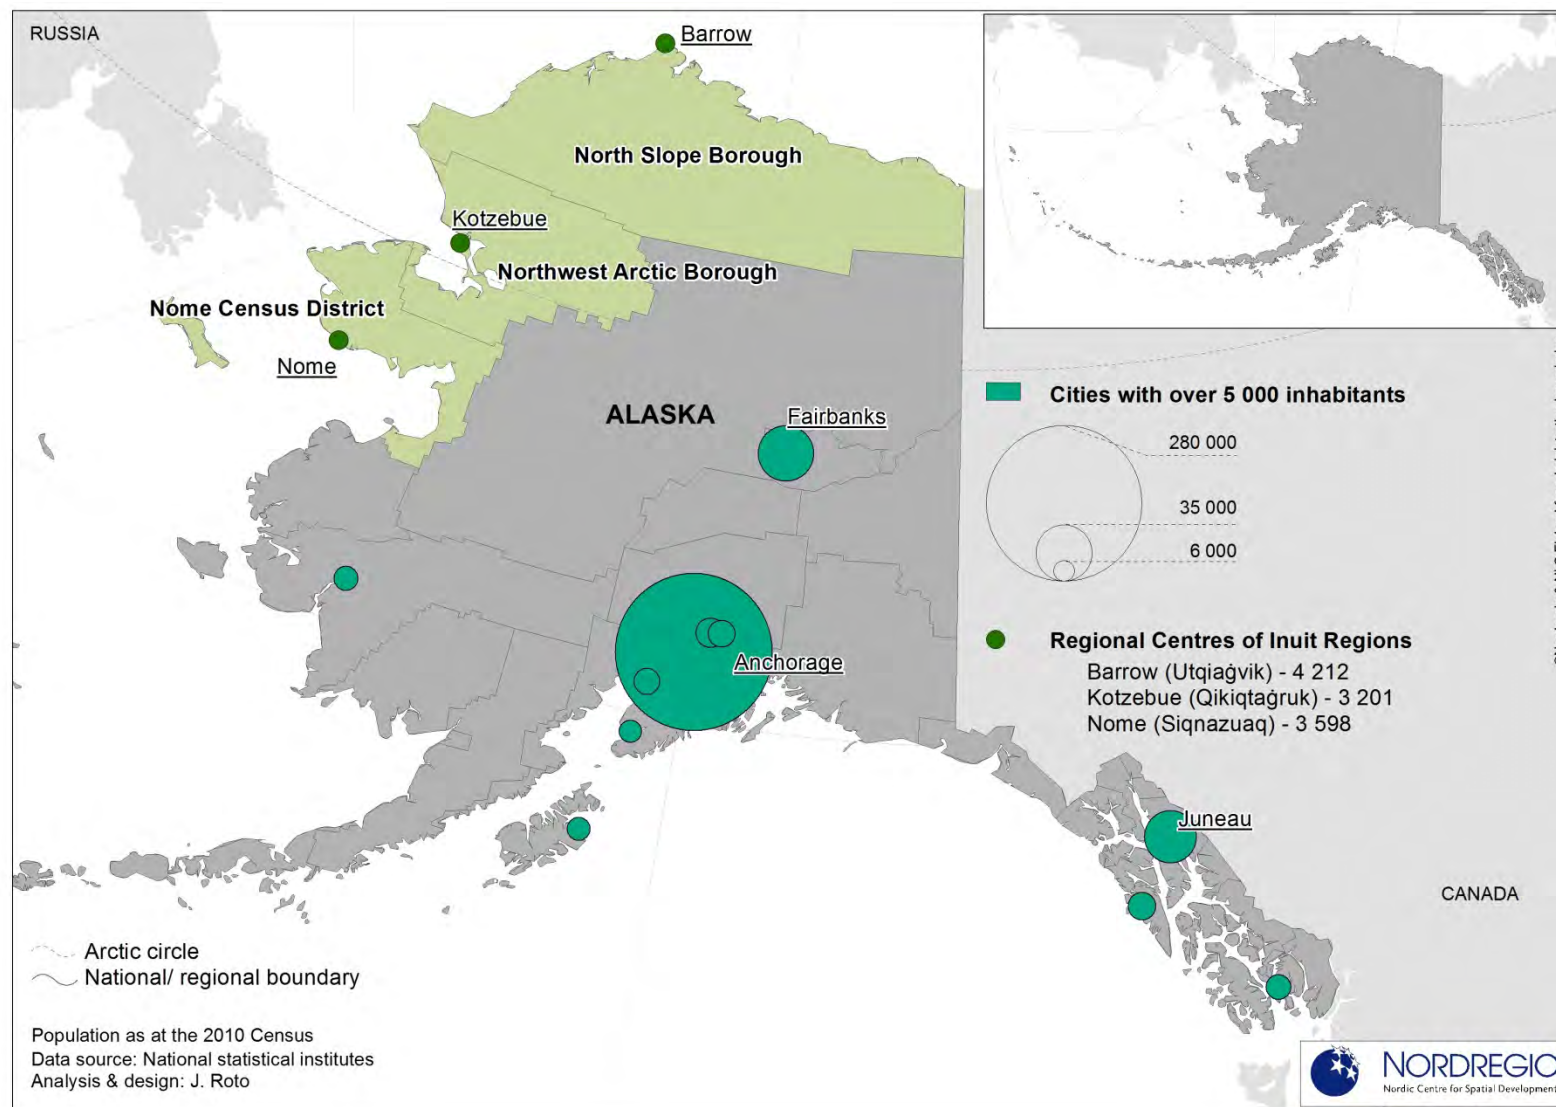 RUSSIA
Barrow
North Slope Borough
Kotzebue
Northwest Arctic Borough
Nome Census District
Nome
ALASKA
Fairbanks
Anchorage
Juneau
CANADA
Cities with over 5 000 inhabitants
280 000
35 000
6 000
Regional Centres of Inuit Regions
Barrow (Utqiaġvik) - 4 212
Kotzebue (Qikiqtaġruk) - 3 201
Nome (Siqnazuaq) - 3 598
Arctic circle
National/ regional boundary
Population as at the 2010 Census
Data source: National statistical institutes
Analysis & design: J. Roto
NORDREGIO
Nordic Centre for Spatial Development